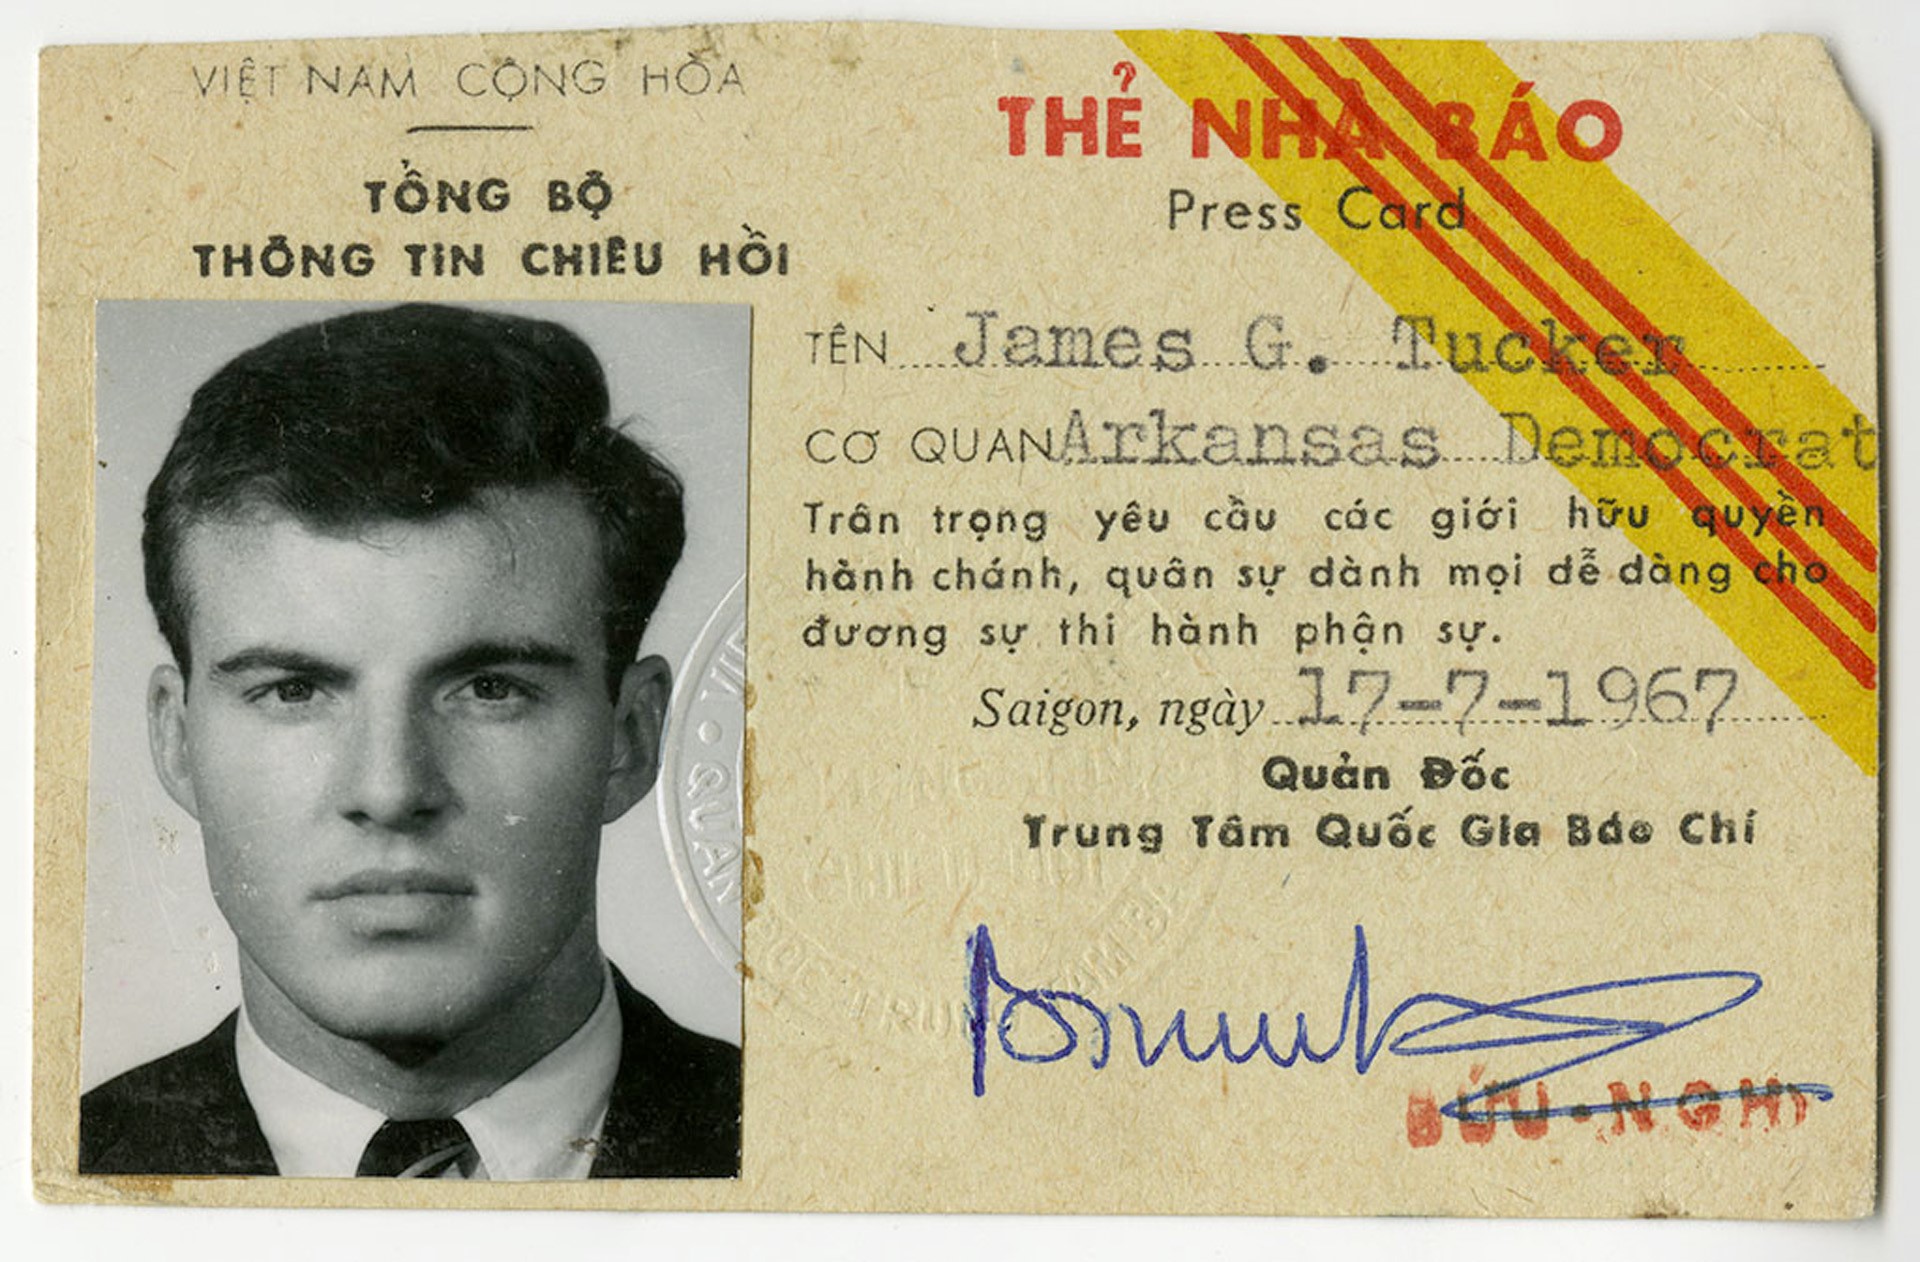 VIỆT NAM CỘNG HÒA
TỔNG BỘ
THÔNG TIN CHIÊU HỒI
THẺ NHÀ BÁO
Press Card
TÊN James G. Tucker
CƠ QUAN Arkansas Democrat
Trân trọng yêu cầu các giới hữu quyền
hành chánh, quân sự dành mọi dễ dàng cho
đương sự thi hành phận sự.
Saigon, ngày 17-7-1967
Quản Đốc
Trung Tâm Quốc Gia Báo Chí
BỬU-NGHI